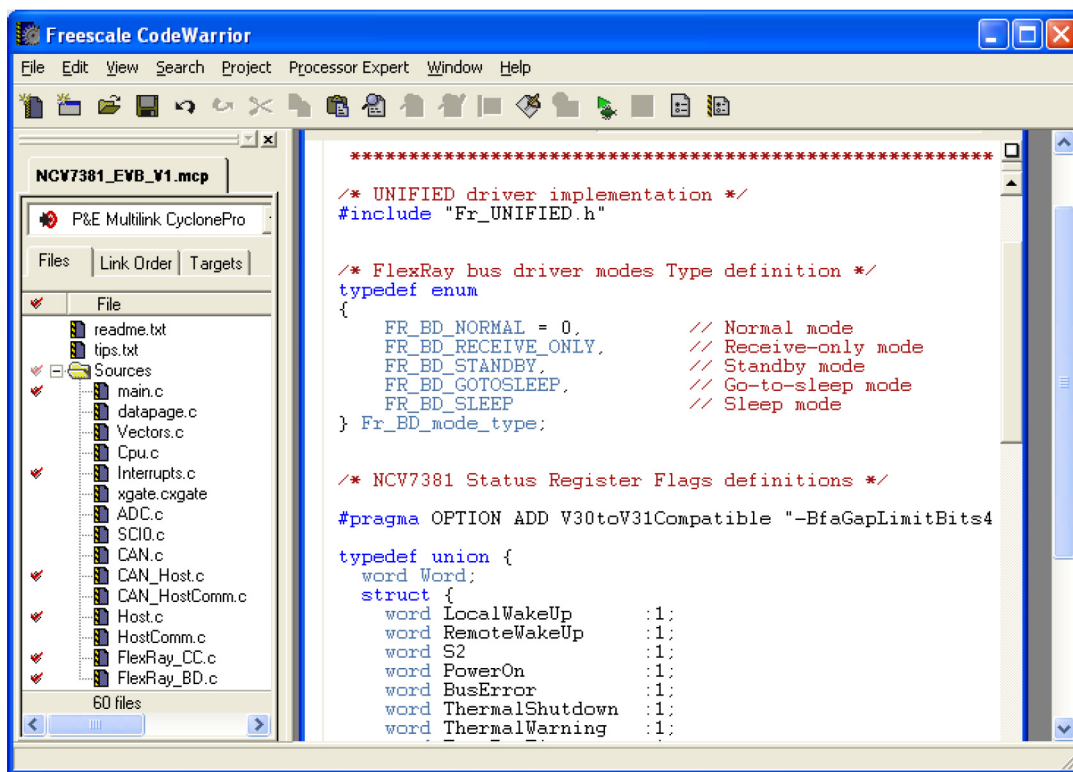 Freescale CodeWarrior
File Edit View Search Project Processor Expert Window Help
NCV7381_EVB_V1.mcp
P&E Multilink CyclonePro
Files Link Order Targets
File
readme.txt
tips.txt
Sources
main.c
datapage.c
Vectors.c
Cpu.c
Interrupts.c
xgate.cxgate
ADC.c
SCI0.c
CAN.c
CAN_Host.c
CAN_HostComm.c
Host.c
HostComm.c
FlexRay_CC.c
FlexRay_BD.c
60 files
*******************************************************
/* UNIFIED driver implementation */
#include "Fr_UNIFIED.h"
/* FlexRay bus driver modes Type definition */
typedef enum
{
FR_BD_NORMAL = 0, // Normal mode
FR_BD_RECEIVE_ONLY, // Receive-only mode
FR_BD_STANDBY, // Standby mode
FR_BD_GOTOSLEEP, // Go-to-sleep mode
FR_BD_SLEEP // Sleep mode
} Fr_BD_mode_type;
/* NCV7381 Status Register Flags definitions */
#pragma OPTION ADD V30toV31Compatible "-BfaGapLimitBits4
typedef union {
word Word;
struct {
word LocalWakeUp :1;
word RemoteWakeUp :1;
word S2 :1;
word PowerOn :1;
word BusError :1;
word ThermalShutdown :1;
word ThermalWarning :1;